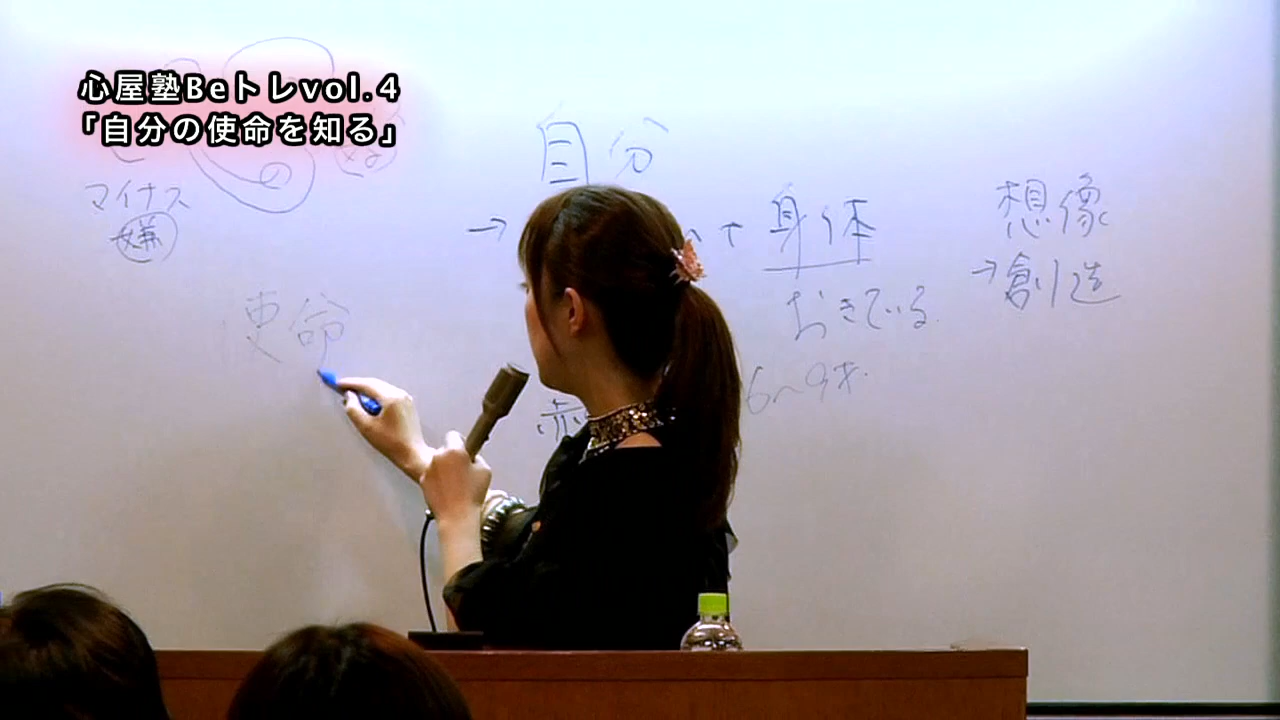 心屋塾Beトレvol.4
「自分の使命を知る」
マイナス
嫌
自分
→
+ 身体
おきている
6〜9才.
想像
→創造
使命
赤